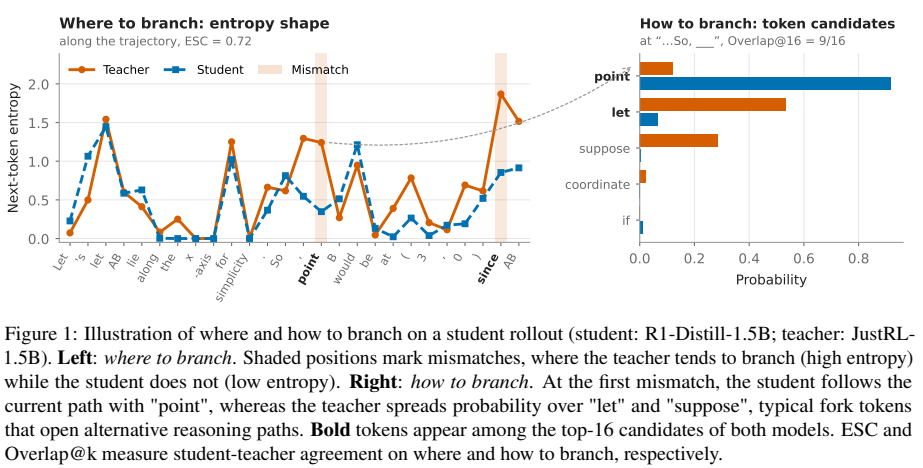 Where to branch: entropy shape
along the trajectory, ESC = 0.72
Teacher Student Mismatch
Next-token entropy
2.0
1.5
1.0
0.5
0.0
Let 's let AB lie along the x -axis for simplicity . So , point B would be at ( 3 , 0 ) since AB
How to branch: token candidates
at “...So, ___”, Overlap@16 = 9/16
point
let
suppose
coordinate
if
0.0 0.2 0.4 0.6 0.8
Probability
Figure 1: Illustration of where and how to branch on a student rollout (student: R1-Distill-1.5B; teacher: JustRL-
1.5B). Left: where to branch. Shaded positions mark mismatches, where the teacher tends to branch (high entropy)
while the student does not (low entropy). Right: how to branch. At the first mismatch, the student follows the
current path with "point", whereas the teacher spreads probability over "let" and "suppose", typical fork tokens
that open alternative reasoning paths. Bold tokens appear among the top-16 candidates of both models. ESC and
Overlap@k measure student-teacher agreement on where and how to branch, respectively.